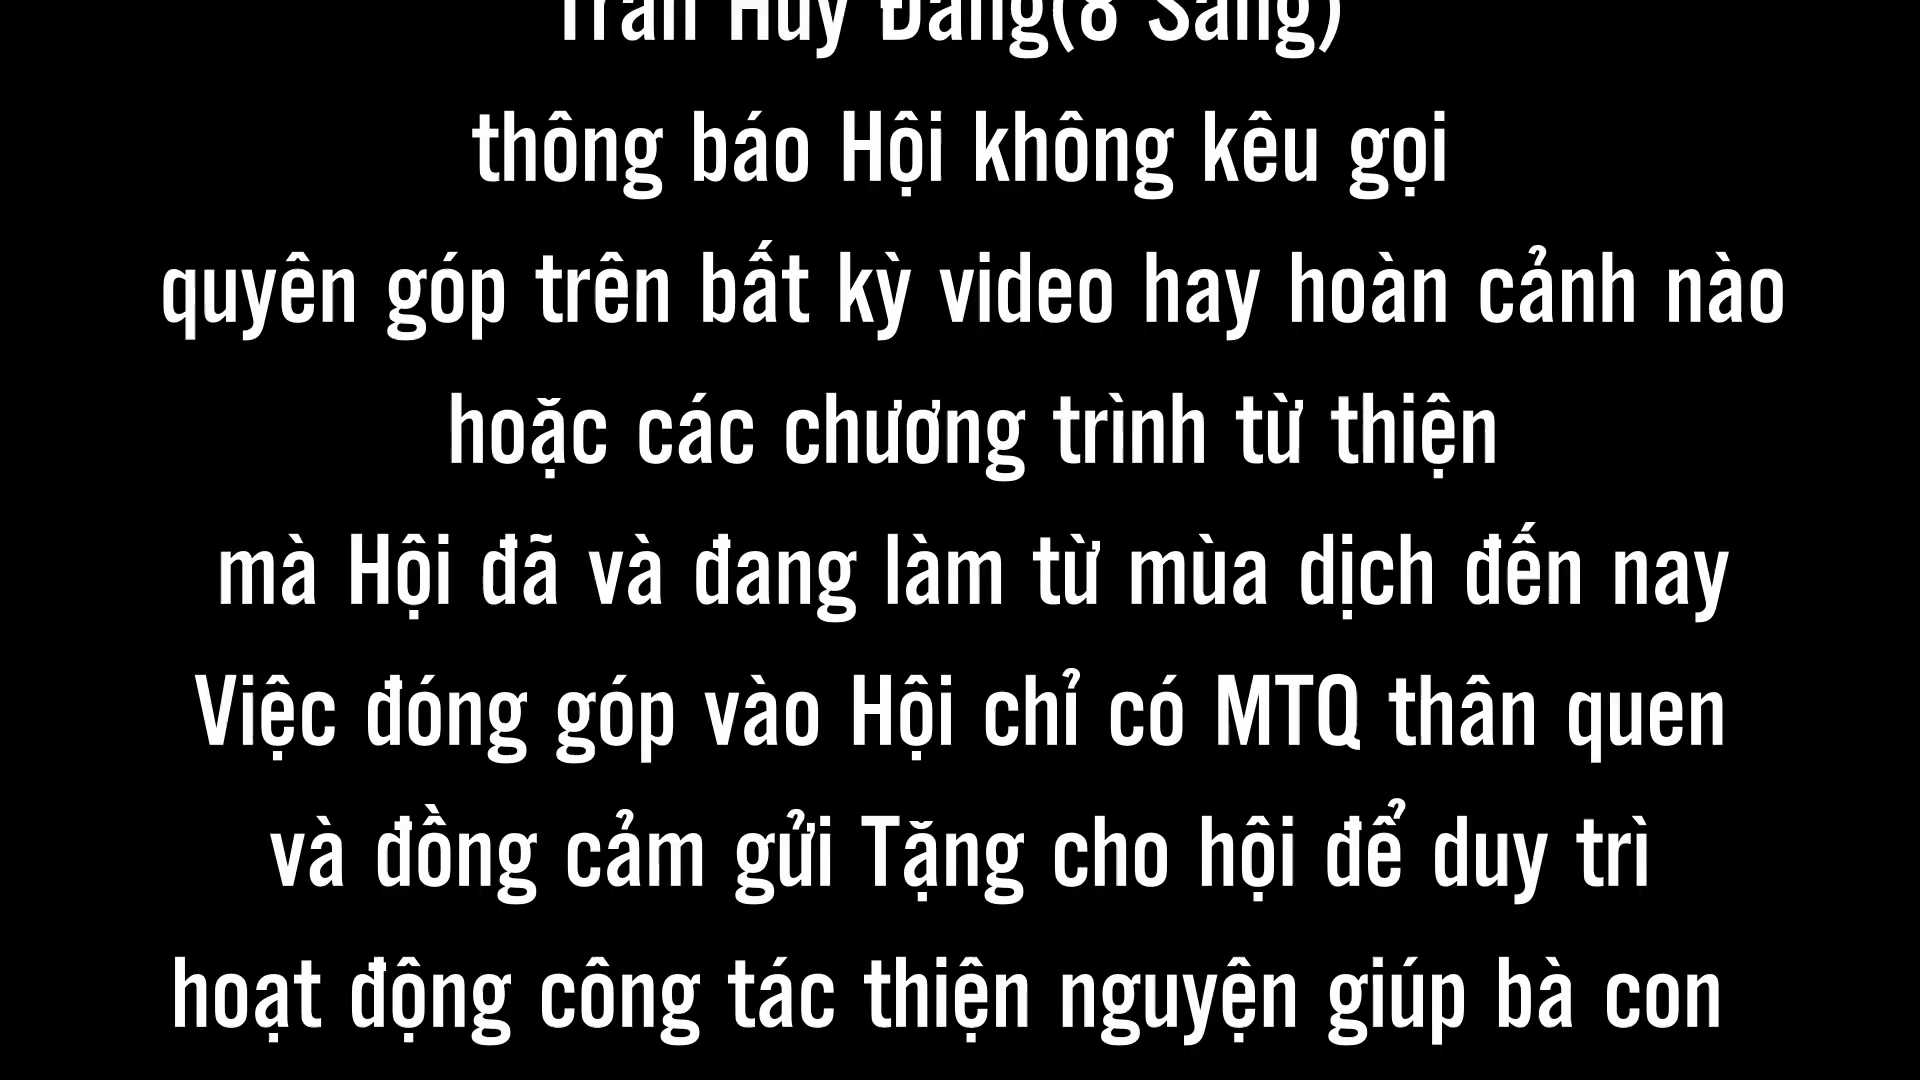 Huy
thông báo Hội không kêu gọi
quyên góp trên bất kỳ video hay hoàn cảnh nào
hoặc các chương trình từ thiện
mà Hội đã và đang làm từ mùa dịch đến nay
Việc đóng góp vào Hội chỉ có MTQ thân quen
và đồng cảm gửi Tặng cho hội để duy trì
hoạt động công tác thiện nguyện giúp bà con